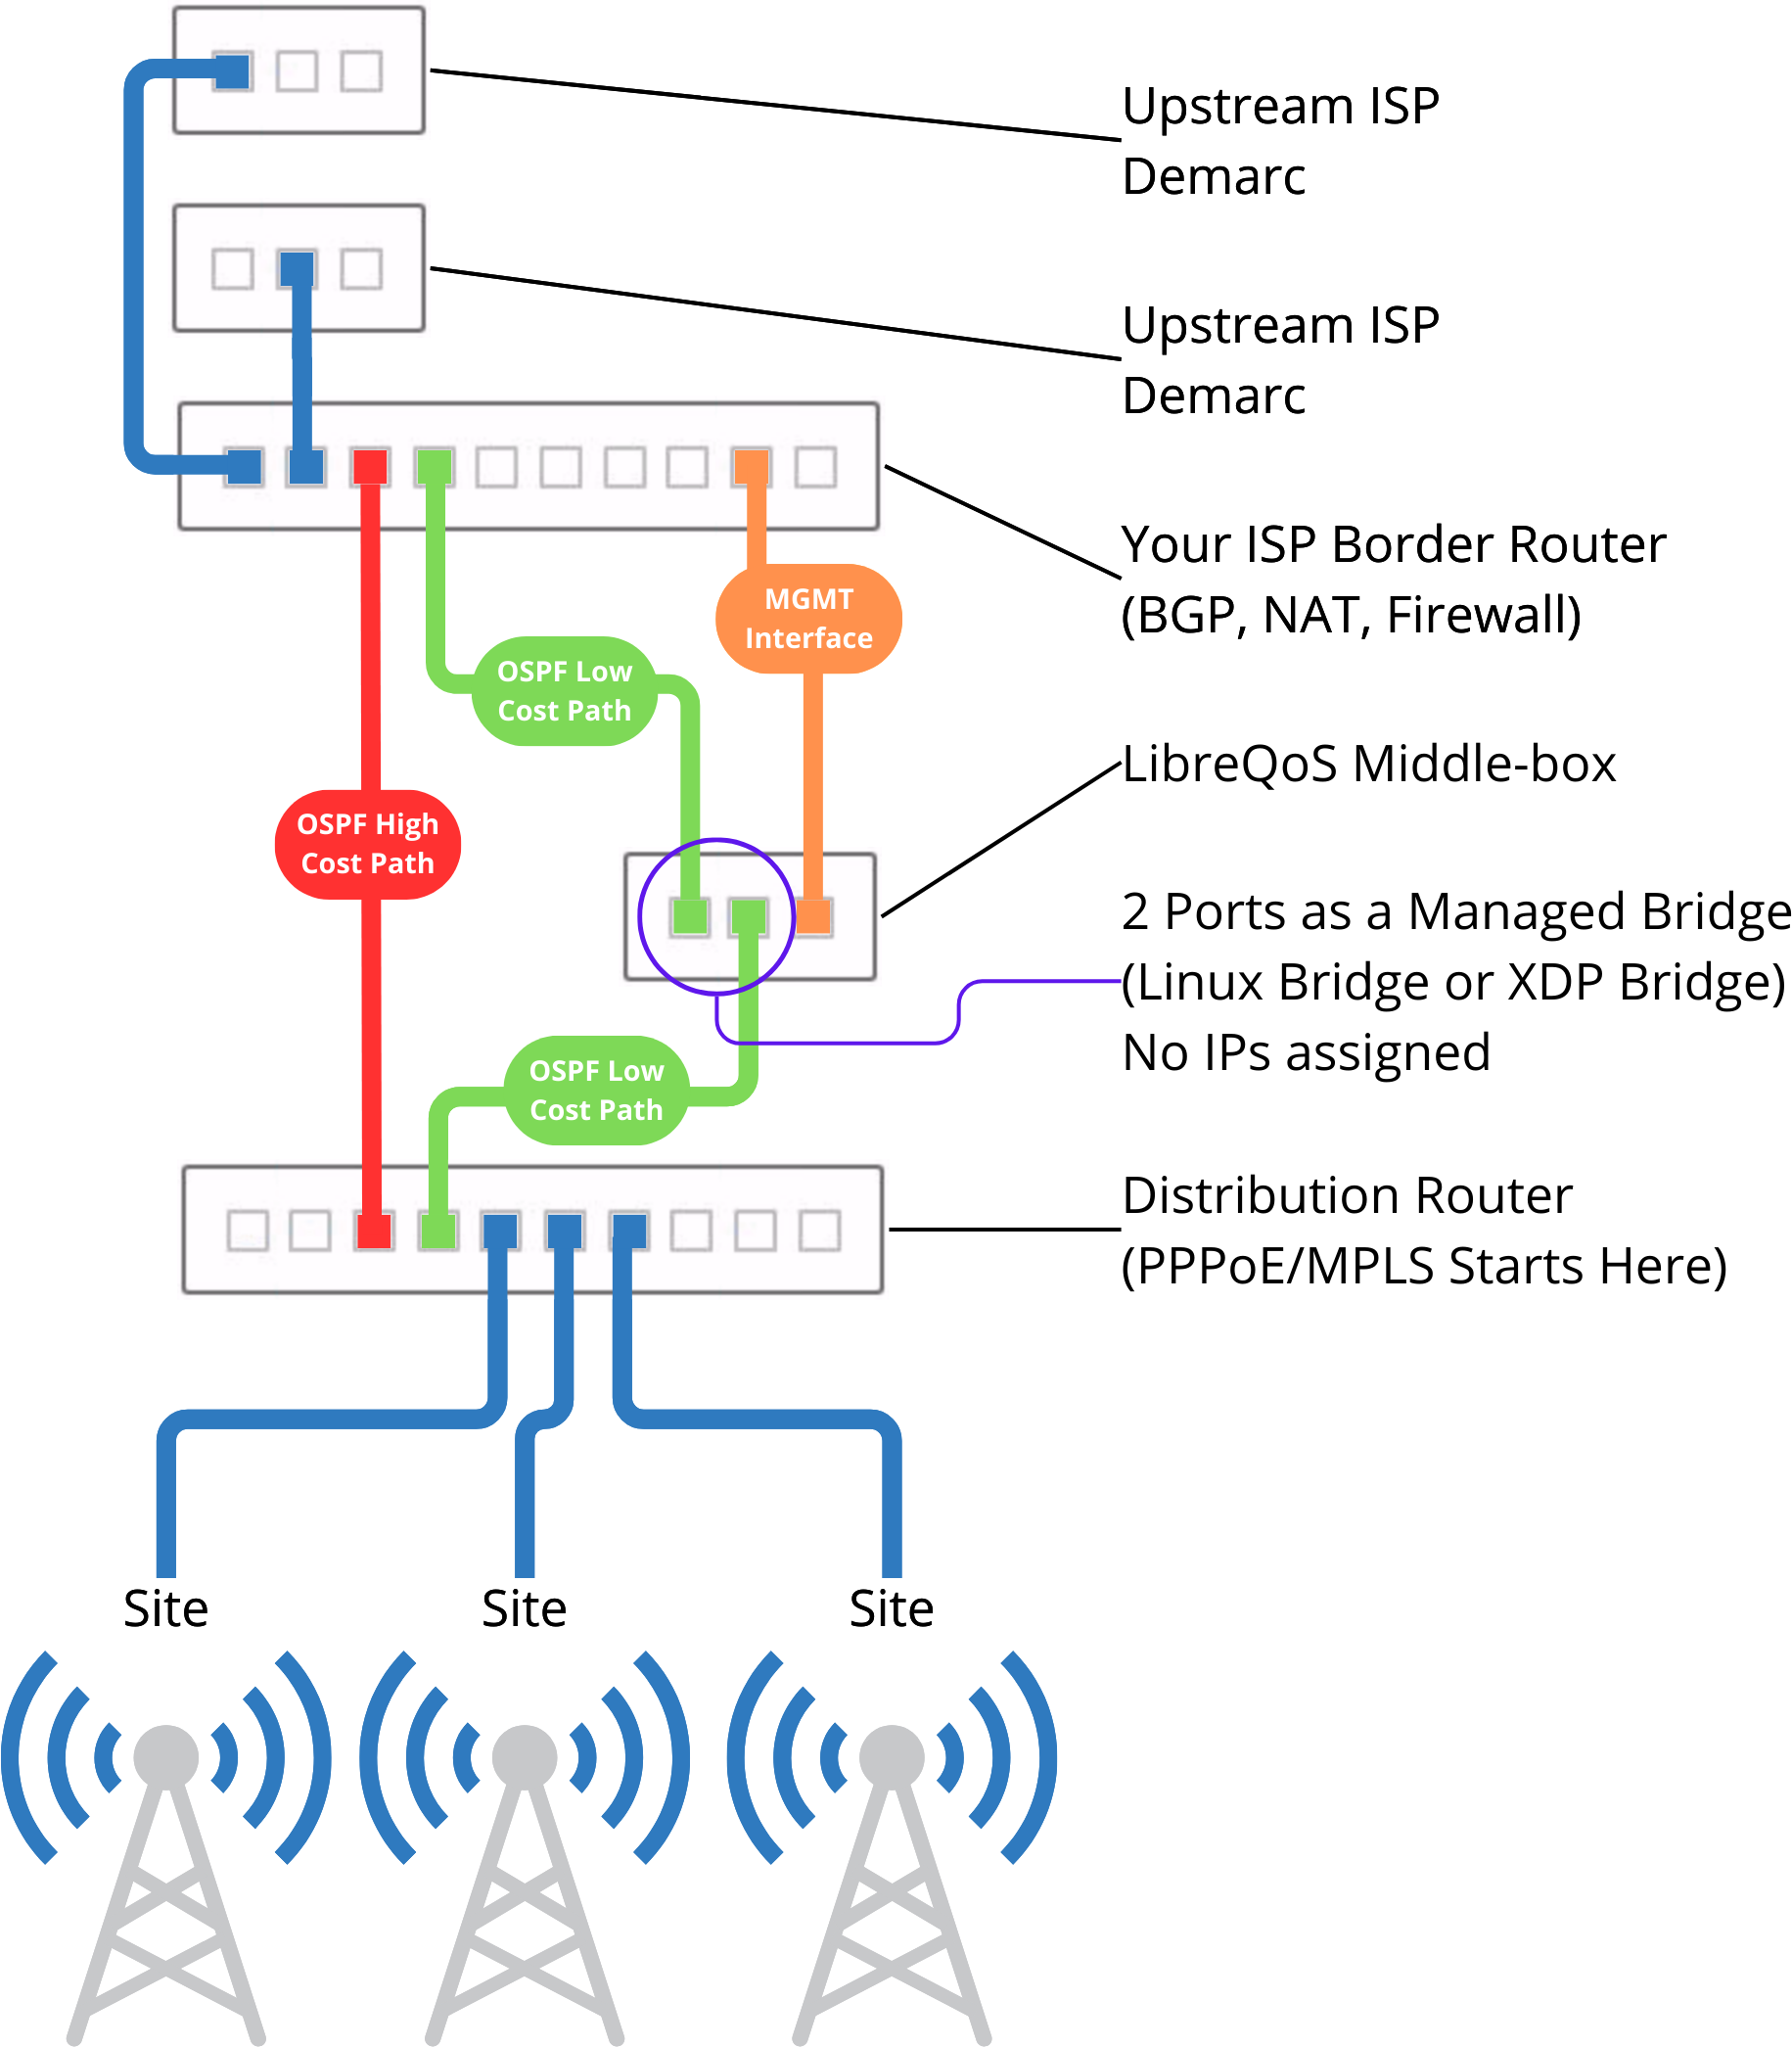 Upstream ISP
Demarc
Upstream ISP
Demarc
Your ISP Border Router
(BGP, NAT, Firewall)
MGMT
Interface
OSPF Low
Cost Path
LibreQoS Middle-box
OSPF High
Cost Path
2 Ports as a Managed Bridge
(Linux Bridge or XDP Bridge)
No IPs assigned
OSPF Low
Cost Path
Distribution Router
(PPPoE/MPLS Starts Here)
Site
Site
Site